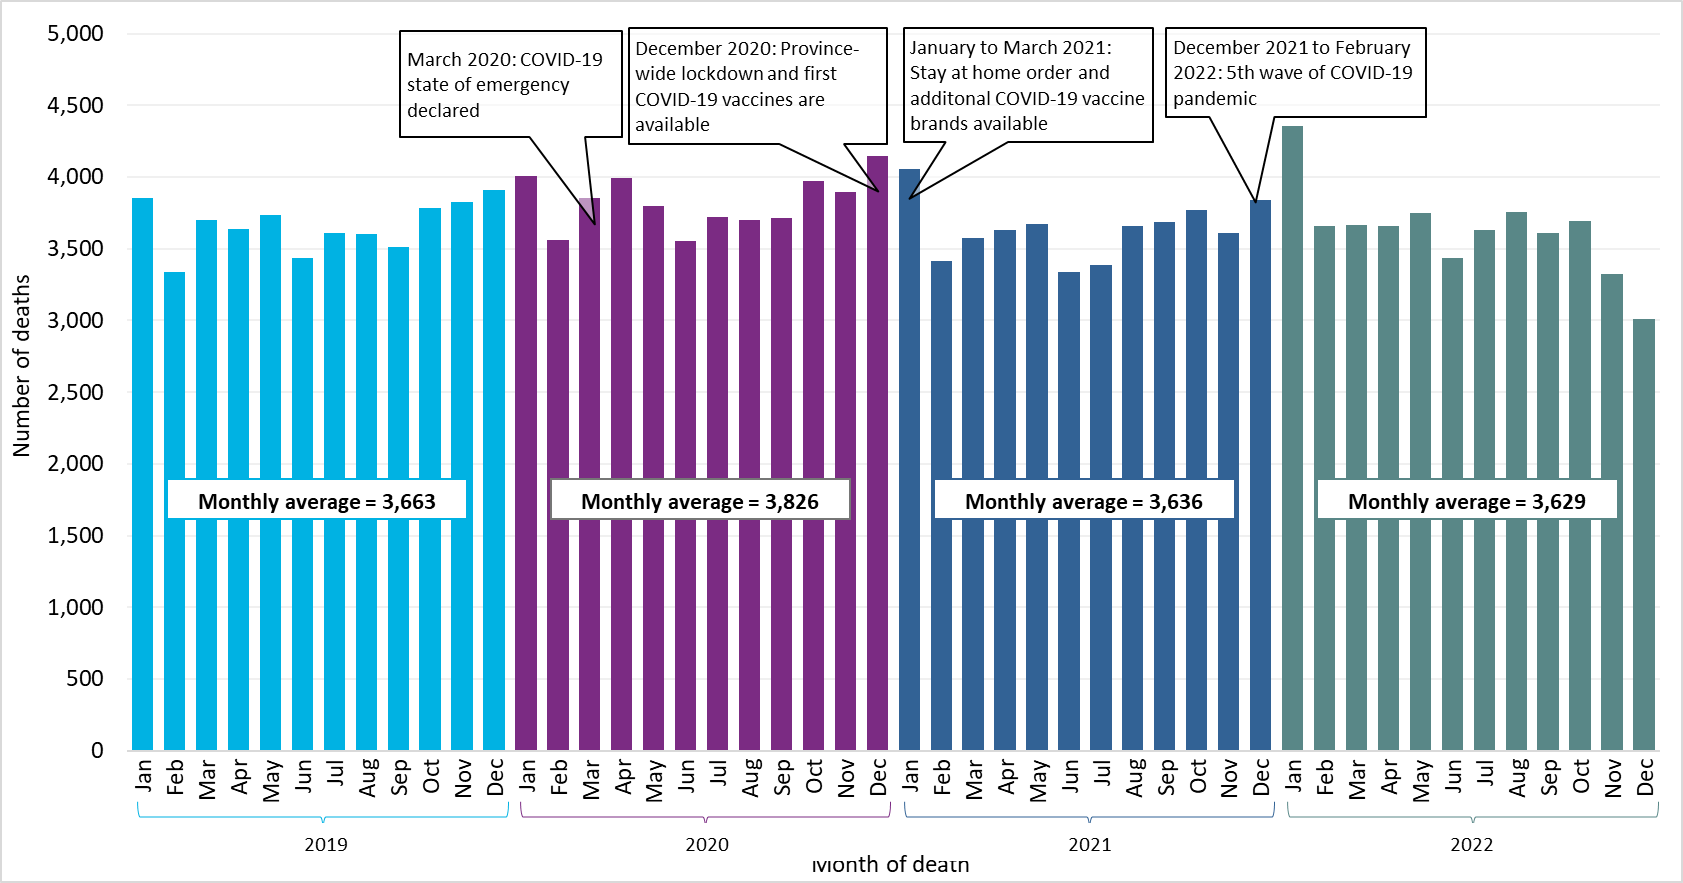 5,000
4,500
4,000
3,500
3,000
2,500
2,000
1,500
1,000
500
0
Number of deaths
March 2020: COVID-19
state of emergency
declared
December 2020: Province-
wide lockdown and first
COVID-19 vaccines are
available
January to March 2021:
Stay at home order and
additonal COVID-19 vaccine
brands available
December 2021 to February
2022: 5th wave of COVID-19
pandemic
Monthly average = 3,663
Monthly average = 3,826
Monthly average = 3,636
Monthly average = 3,629
Jan Feb Mar Apr May Jun Jul Aug Sep Oct Nov Dec Jan Feb Mar Apr May Jun Jul Aug Sep Oct Nov Dec Jan Feb Mar Apr May Jun Jul Aug Sep Oct Nov Dec Jan Feb Mar Apr May Jun Jul Aug Sep Oct Nov Dec
2019 2020 2021 2022
Month of death